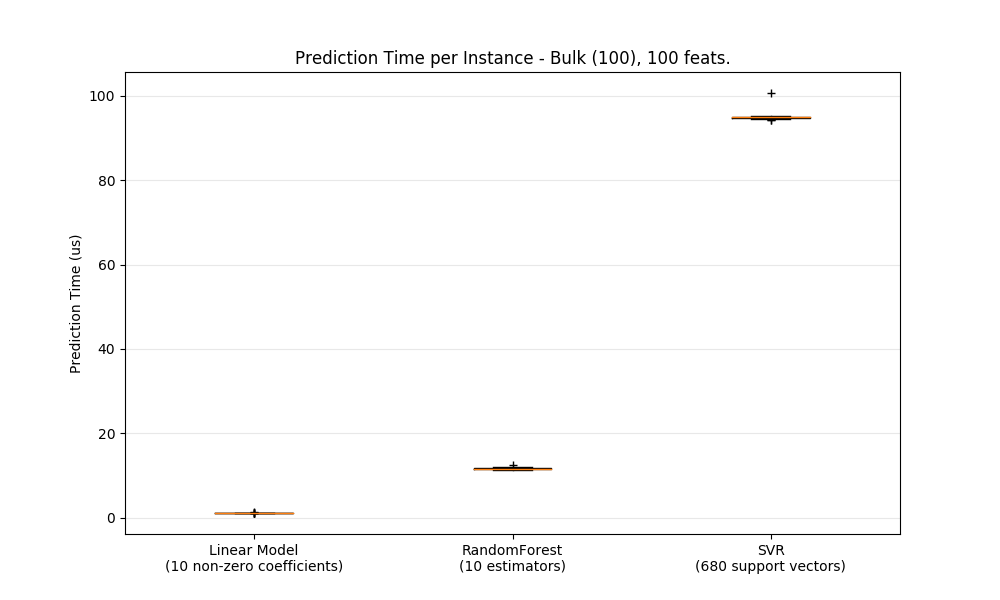 Prediction Time per Instance - Bulk (100), 100 feats.
Prediction Time (us)
100
80
60
40
20
0
Linear Model
(10 non-zero coefficients)
RandomForest
(10 estimators)
SVR
(680 support vectors)